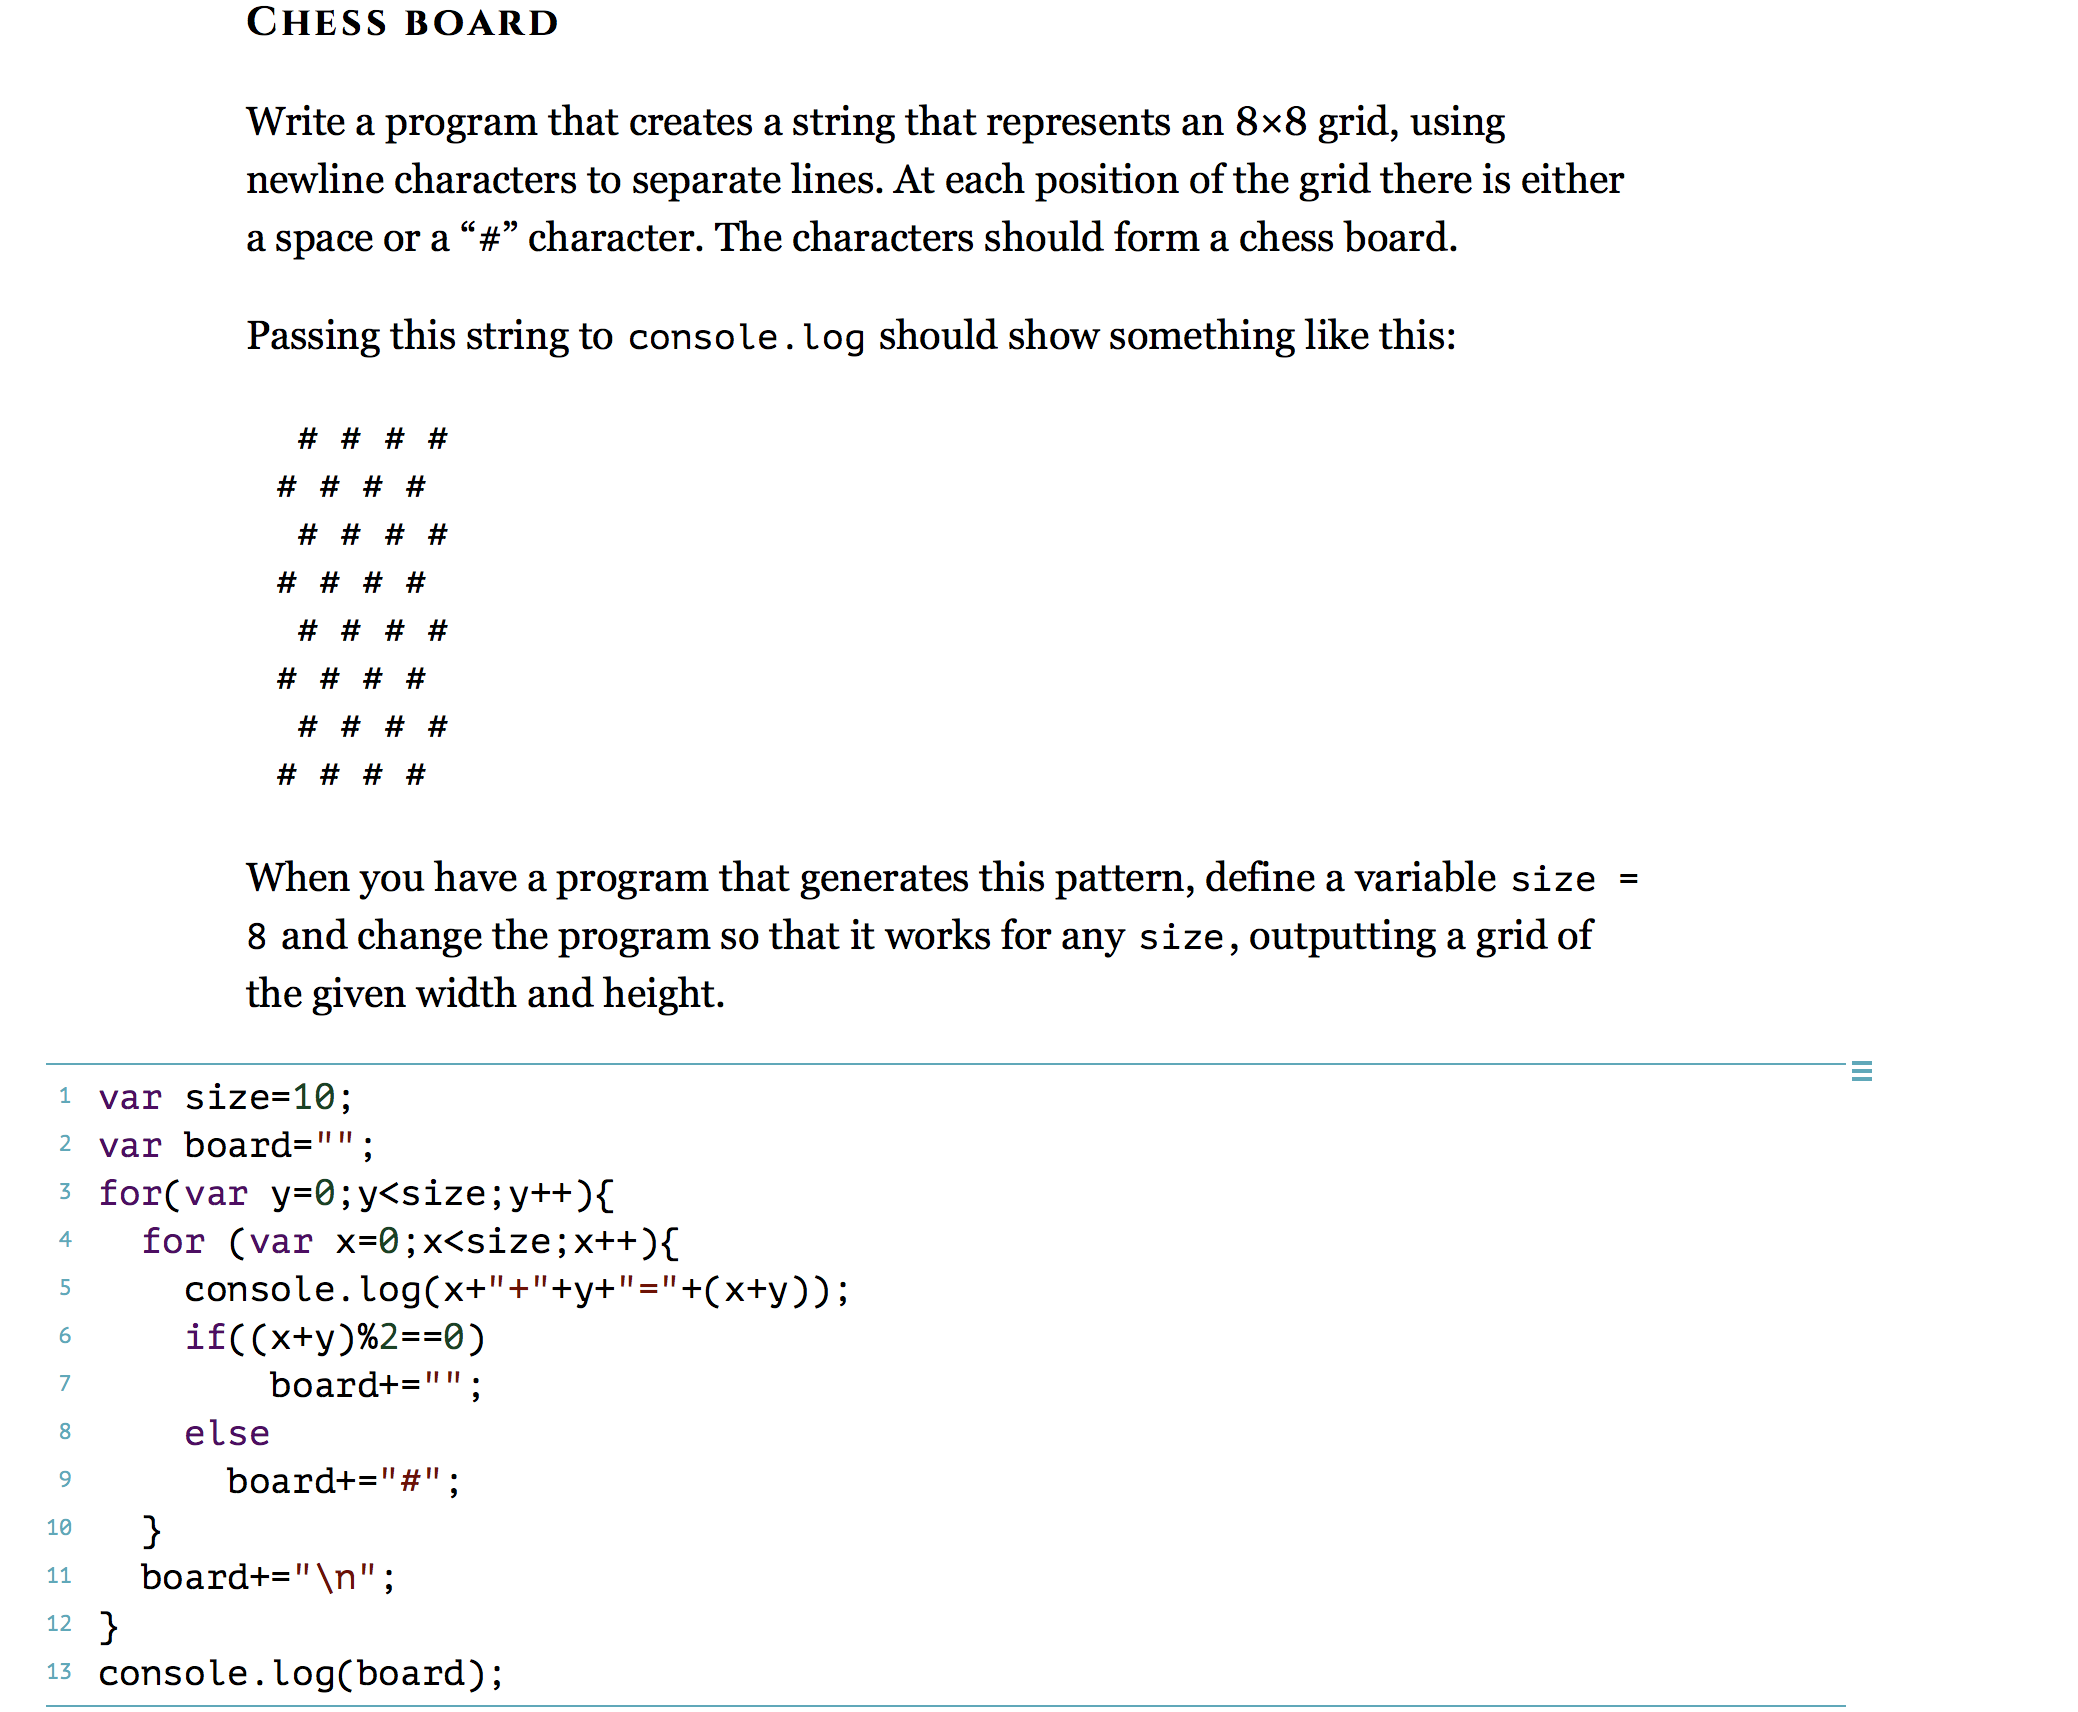 CHESS BOARD
Write a program that creates a string that represents an 8×8 grid, using
newline characters to separate lines. At each position of the grid there is either
a space or a “#” character. The characters should form a chess board.
Passing this string to console.log should show something like this:
 # # # #
# # # #
 # # # #
# # # #
 # # # #
# # # #
 # # # #
# # # #
When you have a program that generates this pattern, define a variable size =
8 and change the program so that it works for any size, outputting a grid of
the given width and height.
1 var size=10;
2 var board="";
3 for(var y=0;y<size;y++){
4   for (var x=0;x<size;x++){
5     console.log(x+"+"+y+"="+(x+y));
6     if((x+y)%2==0)
7         board+="";
8     else
9       board+="#";
10   }
11   board+="\n";
12 }
13 console.log(board);